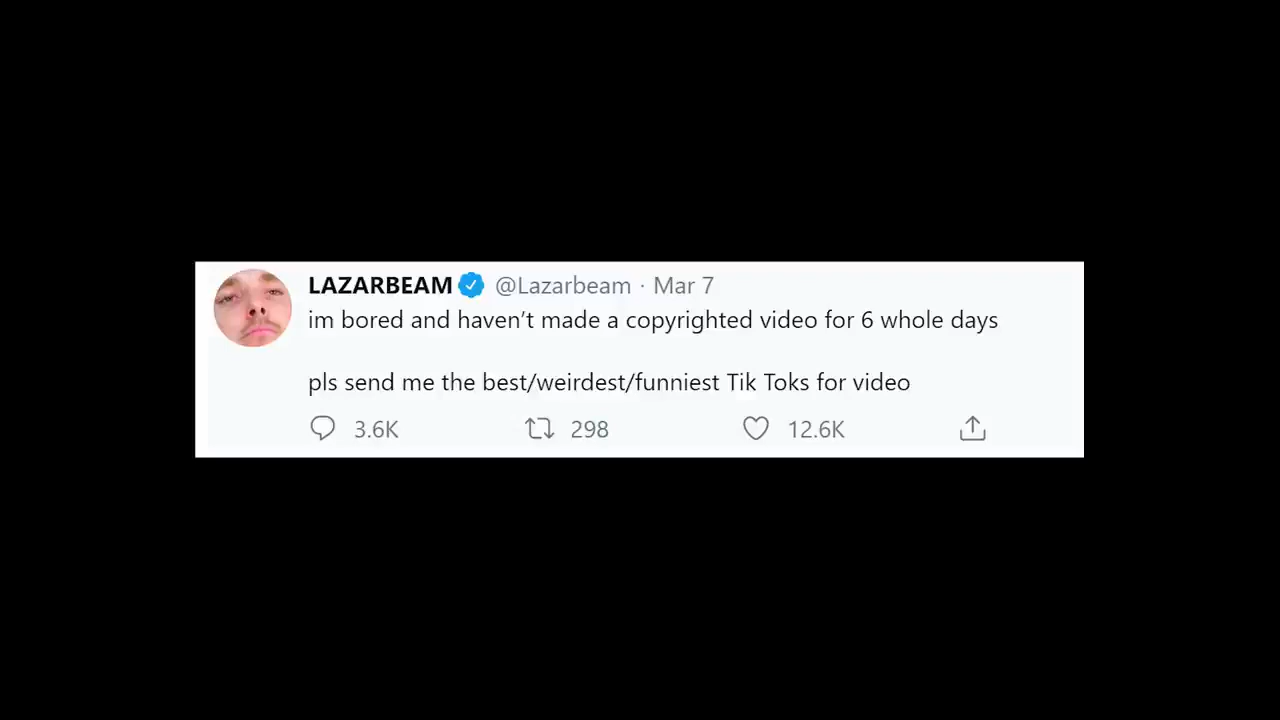 LAZARBEAM @Lazarbeam · Mar 7
im bored and haven’t made a copyrighted video for 6 whole days
pls send me the best/weirdest/funniest Tik Toks for video
3.6K 298 12.6K